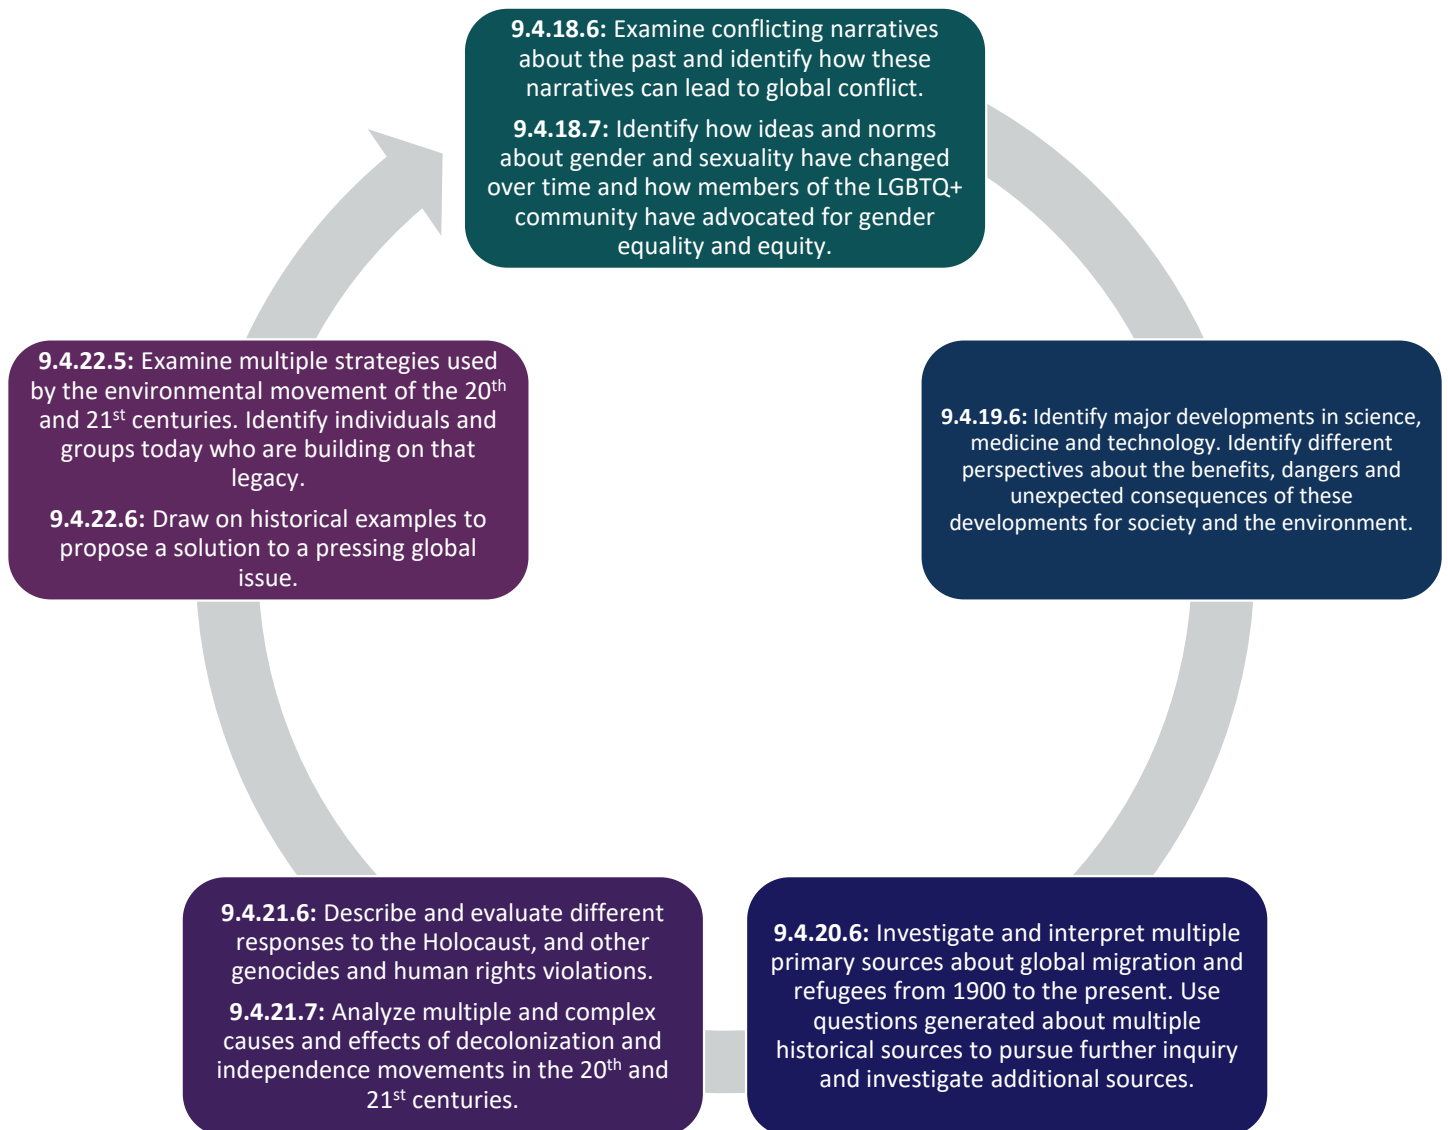 9.4.18.6: Examine conflicting narratives
about the past and identify how these
narratives can lead to global conflict.
9.4.18.7: Identify how ideas and norms
about gender and sexuality have changed
over time and how members of the LGBTQ+
community have advocated for gender
equality and equity.
9.4.19.6: Identify major developments in science,
medicine and technology. Identify different
perspectives about the benefits, dangers and
unexpected consequences of these
developments for society and the environment.
9.4.20.6: Investigate and interpret multiple
primary sources about global migration and
refugees from 1900 to the present. Use
questions generated about multiple
historical sources to pursue further inquiry
and investigate additional sources.
9.4.21.6: Describe and evaluate different
responses to the Holocaust, and other
genocides and human rights violations.
9.4.21.7: Analyze multiple and complex
causes and effects of decolonization and
independence movements in the 20th and
21st centuries.
9.4.22.5: Examine multiple strategies used
by the environmental movement of the 20th
and 21st centuries. Identify individuals and
groups today who are building on that
legacy.
9.4.22.6: Draw on historical examples to
propose a solution to a pressing global
issue.